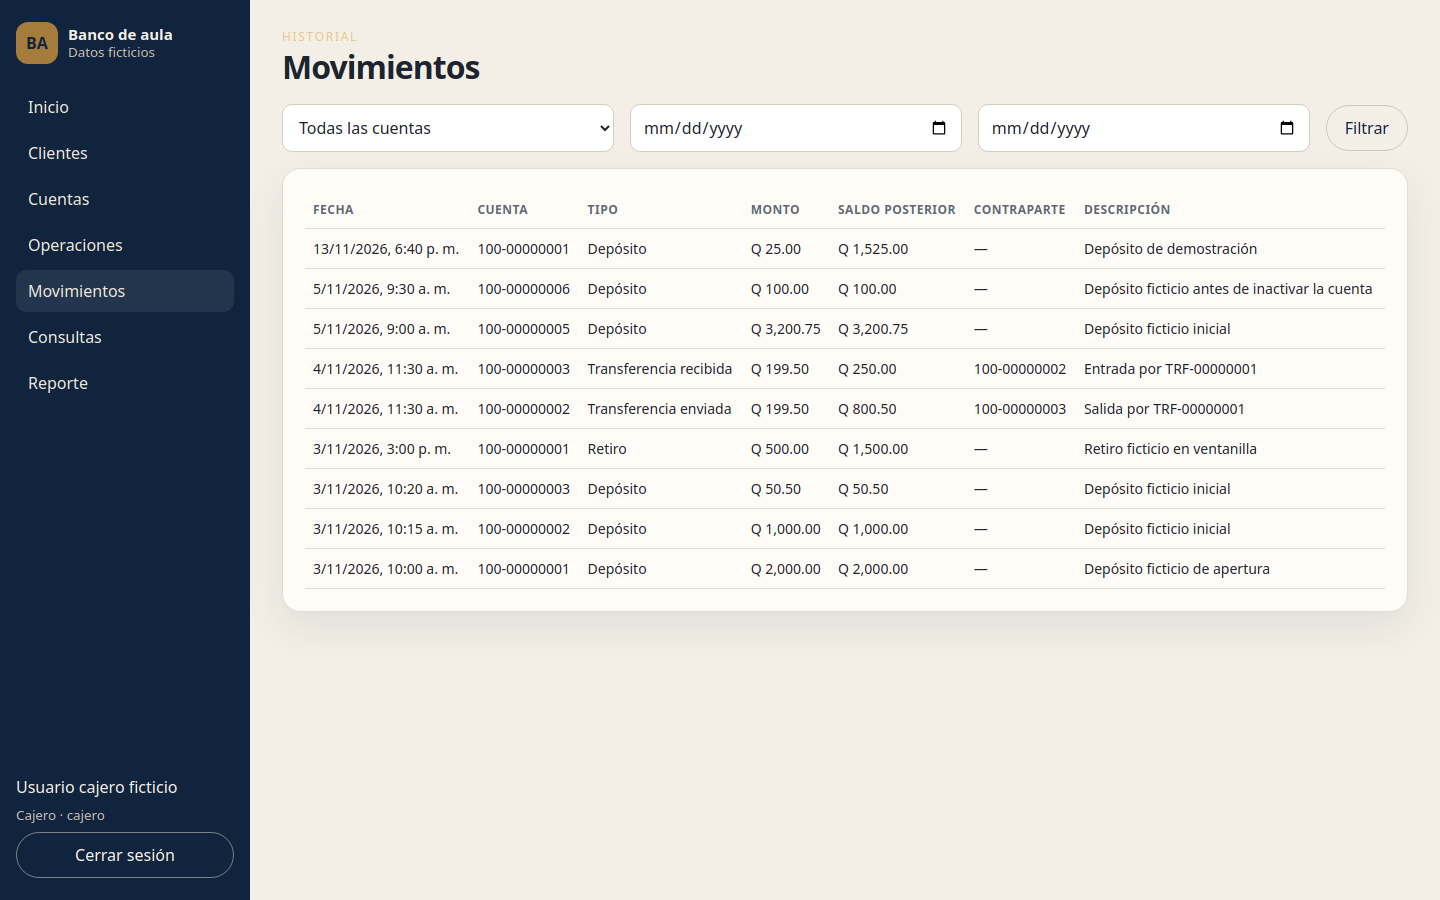 BA
Banco de aula
Datos ficticios
Inicio
Clientes
Cuentas
Operaciones
Movimientos
Consultas
Reporte
Usuario cajero ficticio
Cajero · cajero
Cerrar sesión
HISTORIAL
Movimientos
Todas las cuentas mm/dd/yyyy mm/dd/yyyy Filtrar
FECHA CUENTA TIPO MONTO SALDO POSTERIOR CONTRAPARTE DESCRIPCIÓN
13/11/2026, 6:40 p. m. 100-00000001 Depósito Q 25.00 Q 1,525.00 — Depósito de demostración
5/11/2026, 9:30 a. m. 100-00000006 Depósito Q 100.00 Q 100.00 — Depósito ficticio antes de inactivar la cuenta
5/11/2026, 9:00 a. m. 100-00000005 Depósito Q 3,200.75 Q 3,200.75 — Depósito ficticio inicial
4/11/2026, 11:30 a. m. 100-00000003 Transferencia recibida Q 199.50 Q 250.00 100-00000002 Entrada por TRF-00000001
4/11/2026, 11:30 a. m. 100-00000002 Transferencia enviada Q 199.50 Q 800.50 100-00000003 Salida por TRF-00000001
3/11/2026, 3:00 p. m. 100-00000001 Retiro Q 500.00 Q 1,500.00 — Retiro ficticio en ventanilla
3/11/2026, 10:20 a. m. 100-00000003 Depósito Q 50.50 Q 50.50 — Depósito ficticio inicial
3/11/2026, 10:15 a. m. 100-00000002 Depósito Q 1,000.00 Q 1,000.00 — Depósito ficticio inicial
3/11/2026, 10:00 a. m. 100-00000001 Depósito Q 2,000.00 Q 2,000.00 — Depósito ficticio de apertura